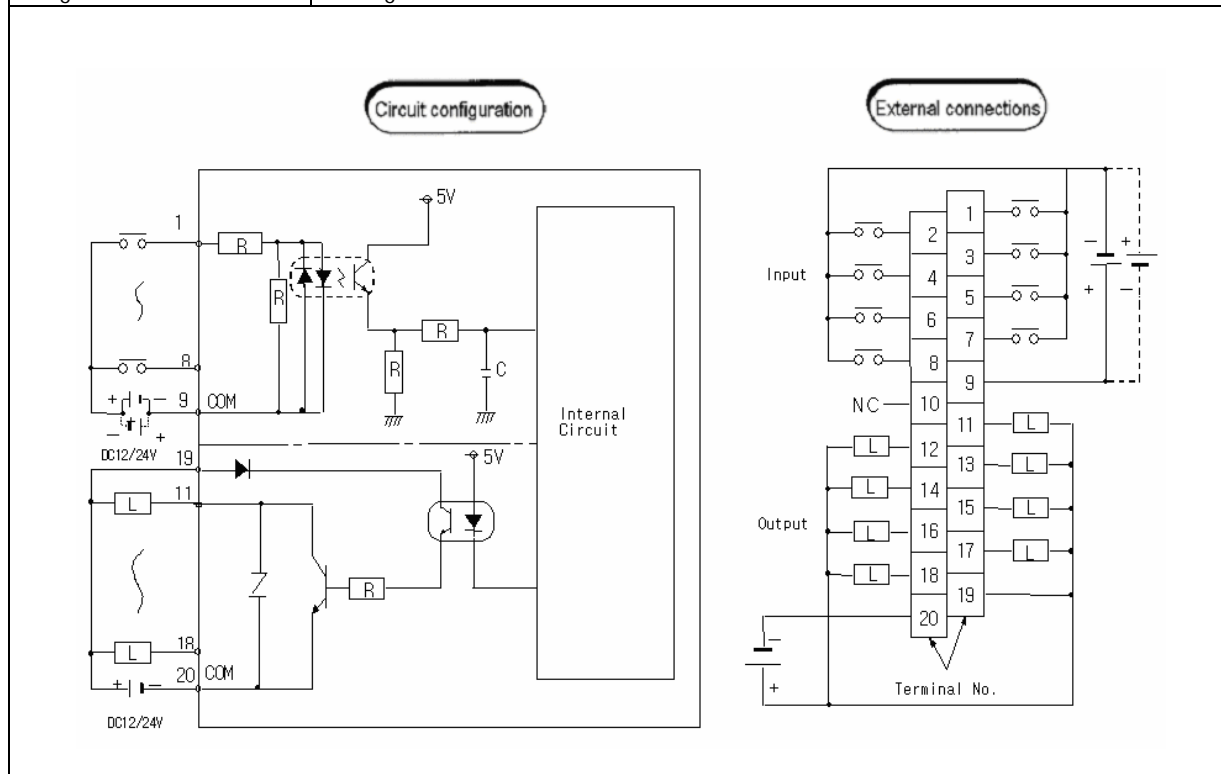 Circuit configuration
External connections
5V
1
R
R
R
R
C
8
+ −
9
COM
− +
DC12/24V
Internal
Circuit
19
5V
11
L
R
L
18
20
COM
+ −
DC12/24V
1
2
3
Input
4
5
6
7
8
9
− +
+ −
NC
10
11
L
L
12
13
L
L
14
15
L
Output
L
16
17
L
L
18
19
20
−
+
Terminal No.